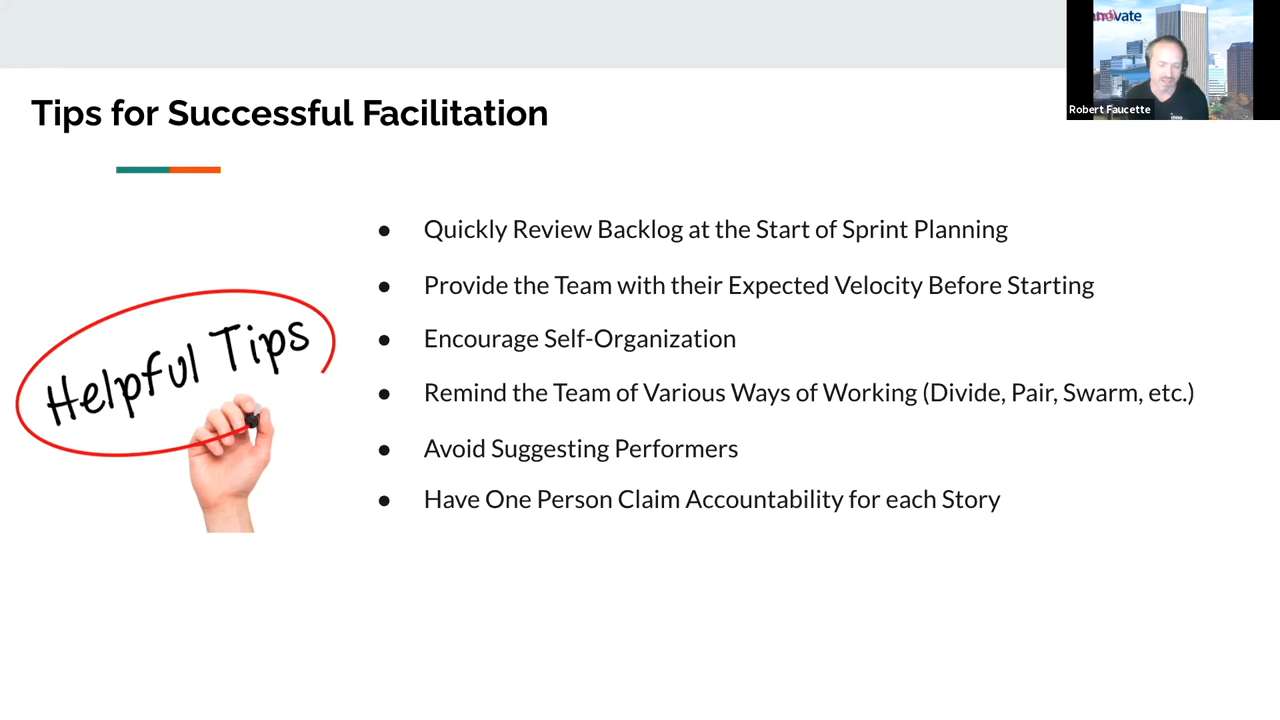 Tips for Successful Facilitation
Robert Faucette
Quickly Review Backlog at the Start of Sprint Planning
Provide the Team with their Expected Velocity Before Starting
Encourage Self-Organization
Remind the Team of Various Ways of Working (Divide, Pair, Swarm, etc.)
Avoid Suggesting Performers
Have One Person Claim Accountability for each Story
Helpful Tips